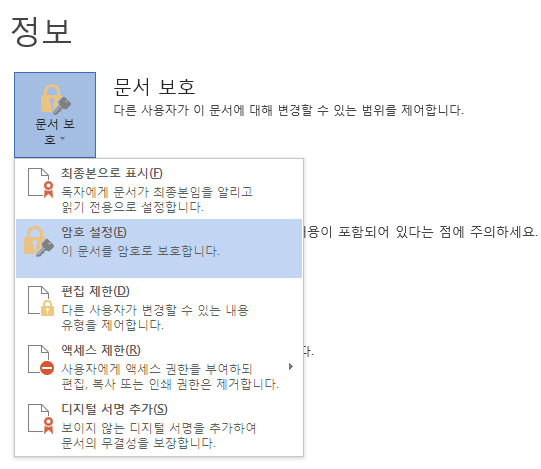 정보
문서 보
호
문서 보호
다른 사용자가 이 문서에 대해 변경할 수 있는 범위를 제어합니다.
최종본으로 표시(F)
독자에게 문서가 최종본임을 알리고
읽기 전용으로 설정합니다.
암호 설정(E)
이 문서를 암호로 보호합니다.
용이 포함되어 있다는 점에 주의하세요.
편집 제한(D)
다른 사용자가 변경할 수 있는 내용
유형을 제어합니다.
액세스 제한(R)
사용자에게 액세스 권한을 부여하되
편집, 복사 또는 인쇄 권한은 제거합니다.
다.
디지털 서명 추가(S)
보이지 않는 디지털 서명을 추가하여
문서의 무결성을 보장합니다.